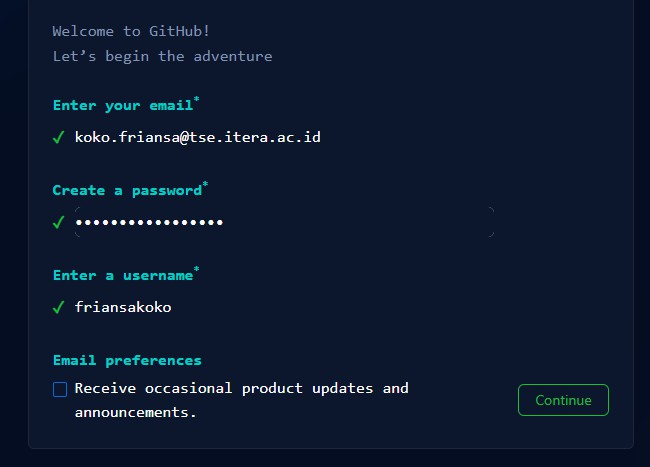 Welcome to GitHub!
Let’s begin the adventure
Enter your email*
✓ koko.friansa@tse.itera.ac.id
Create a password*
✓ •••••••••••••••••
Enter a username*
✓ friansakoko
Email preferences
Receive occasional product updates and
announcements.
Continue